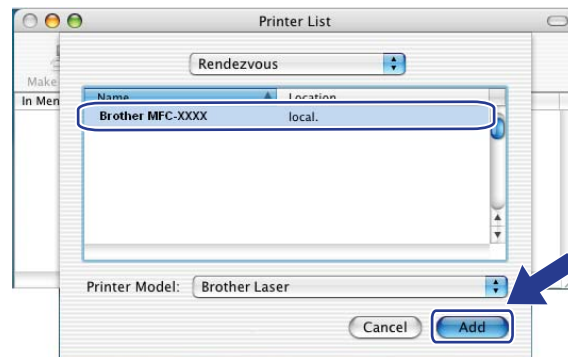 Printer List
Rendezvous
Make
In Men
Name Location
Brother MFC-XXXX local.
Printer Model: Brother Laser
Cancel Add